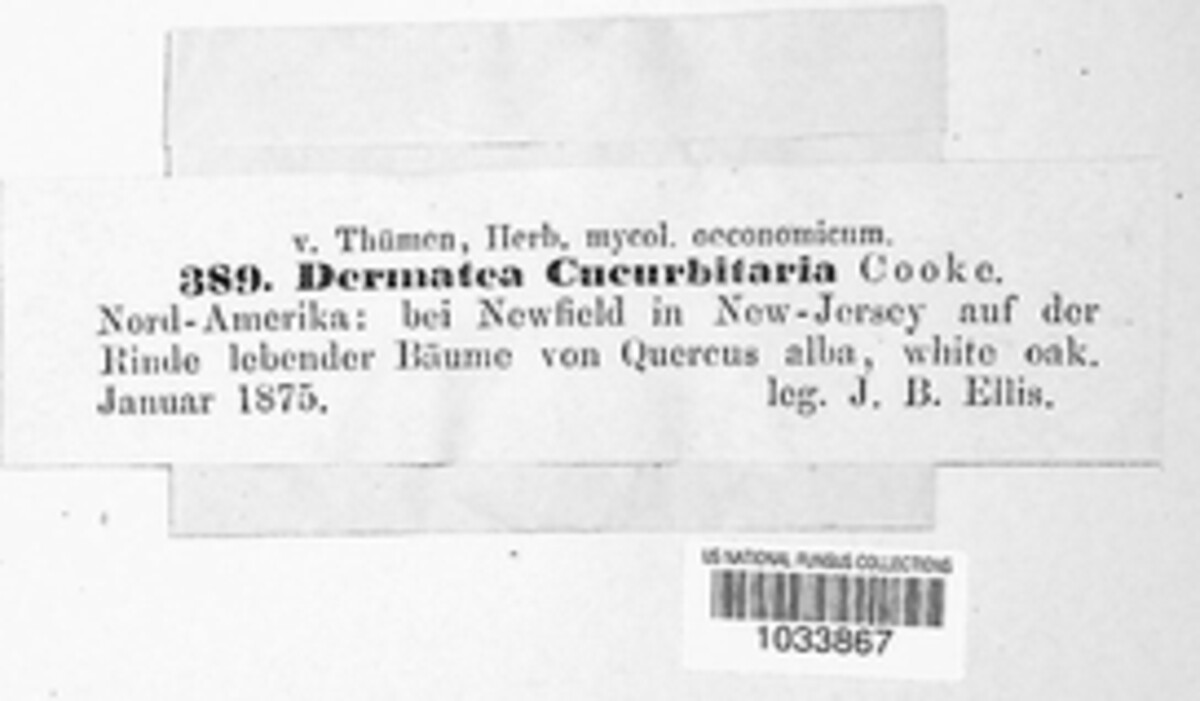 v. Thümen, Herb. mycol. oeconomicum.
389. Dermatea Cucurbitaria Cooke.
Nord-Amerika: bei Newfield in New-Jersey auf der
Rinde lebender Bäume von Quercus alba, white oak.
Januar 1875. leg. J. B. Ellis.
US NATIONAL FUNGUS COLLECTIONS
1033867